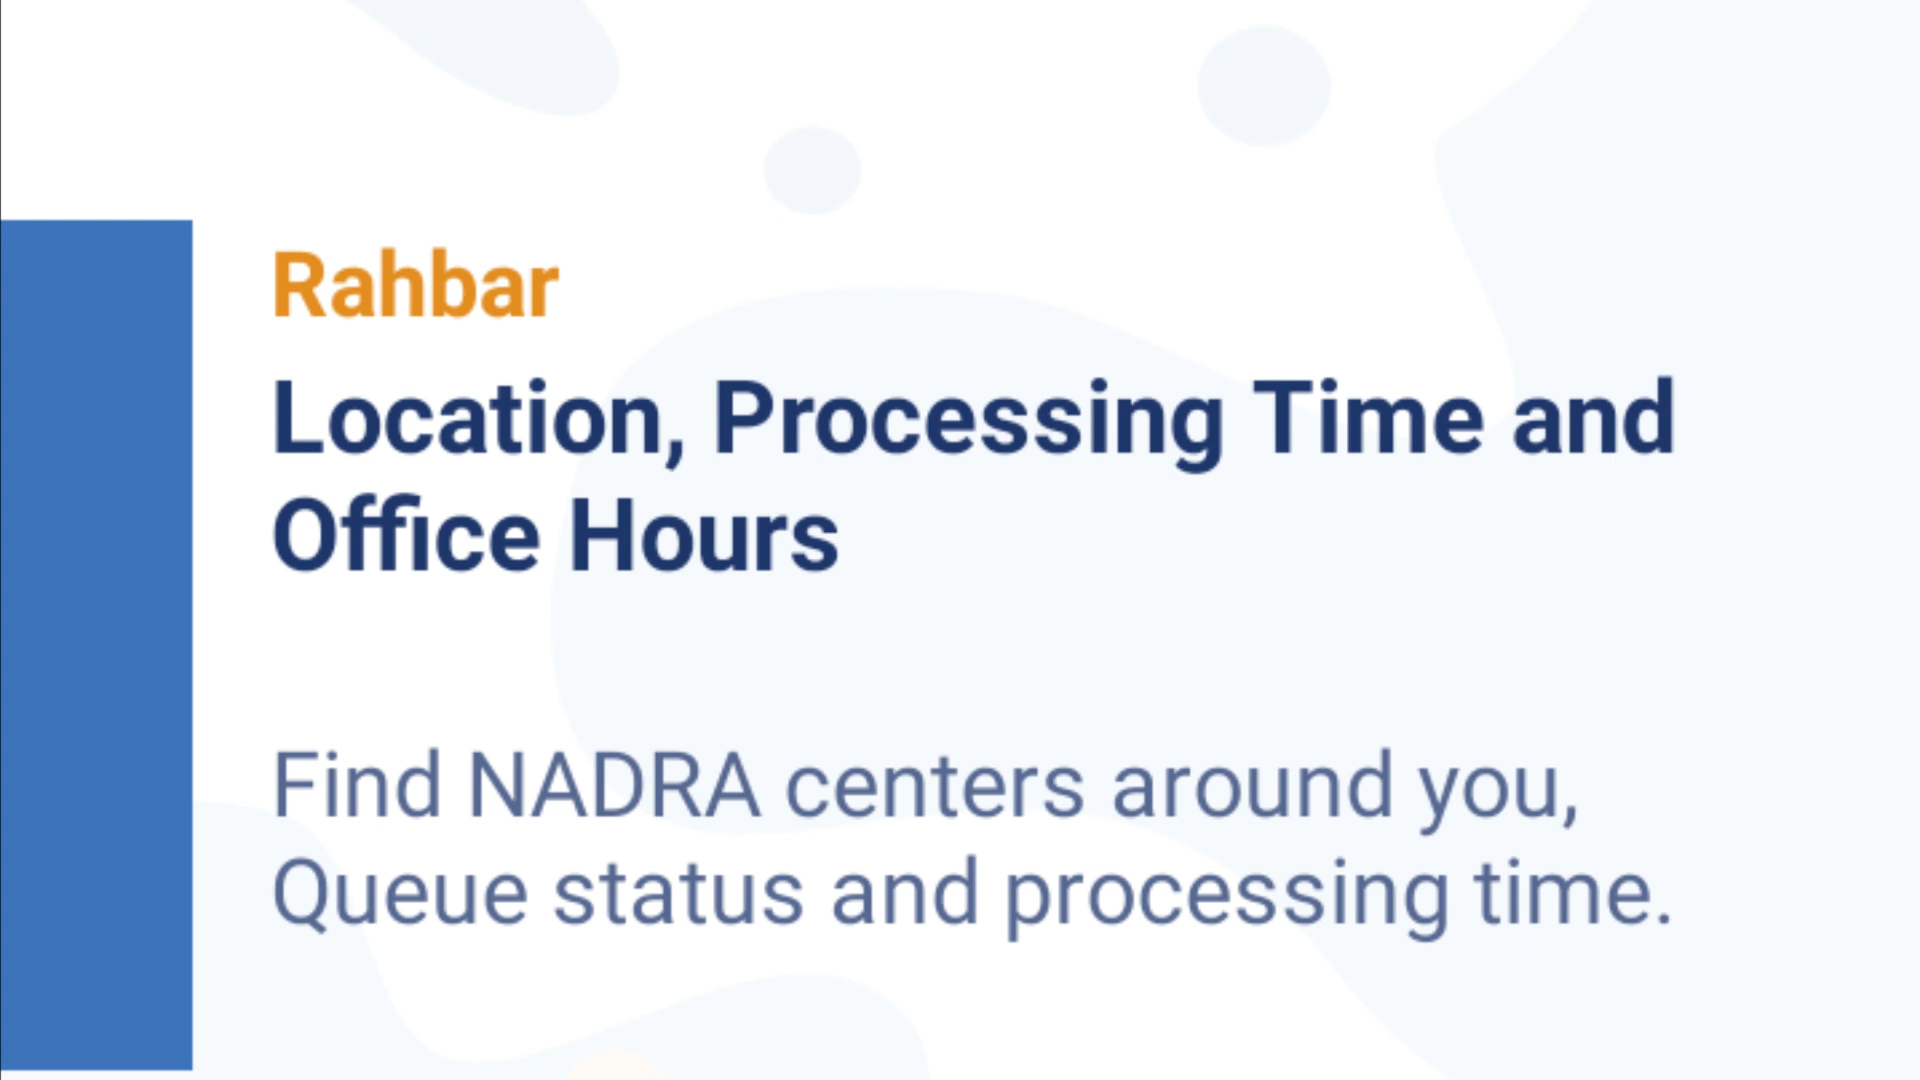 Rahbar
Location, Processing Time and
Office Hours
Find NADRA centers around you,
Queue status and processing time.